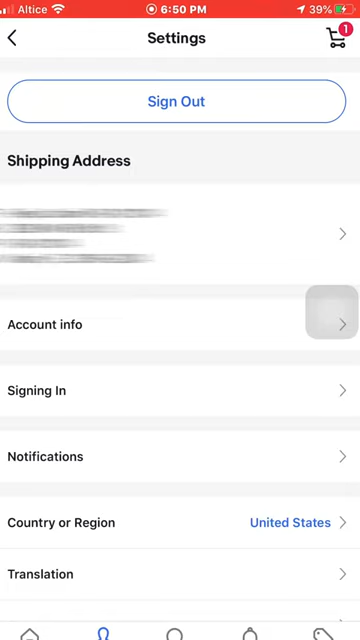 Altice 6:50 PM 39%
Settings
1
Sign Out
Shipping Address
Account info
Signing In
Notifications
Country or Region United States
Translation